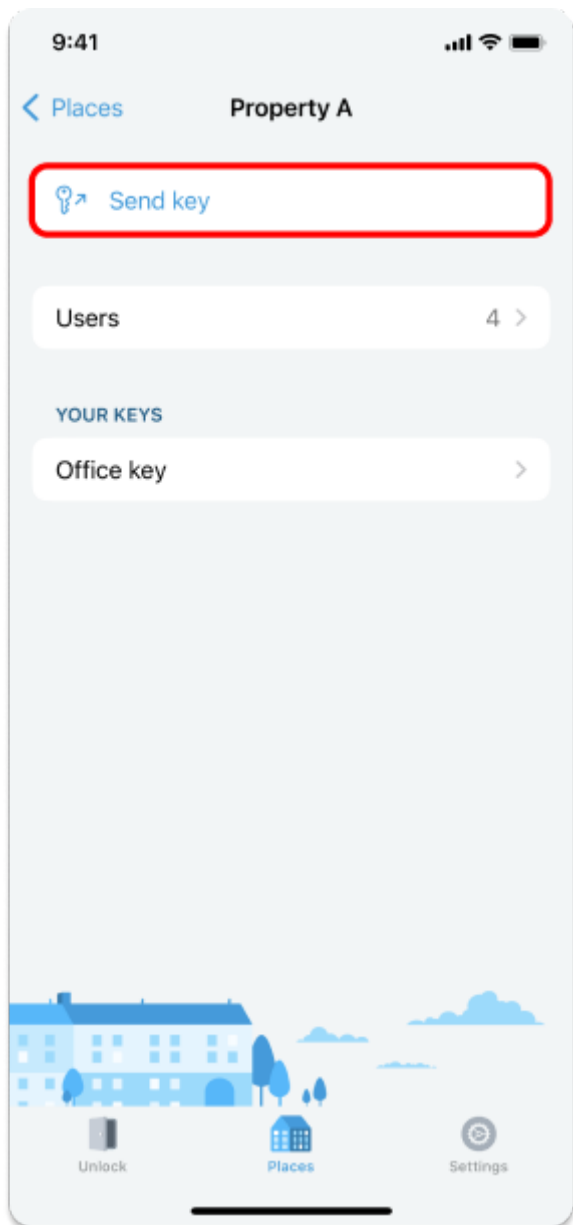 9:41
Places Property A
Send key
Users 4
YOUR KEYS
Office key
Unlock Places Settings